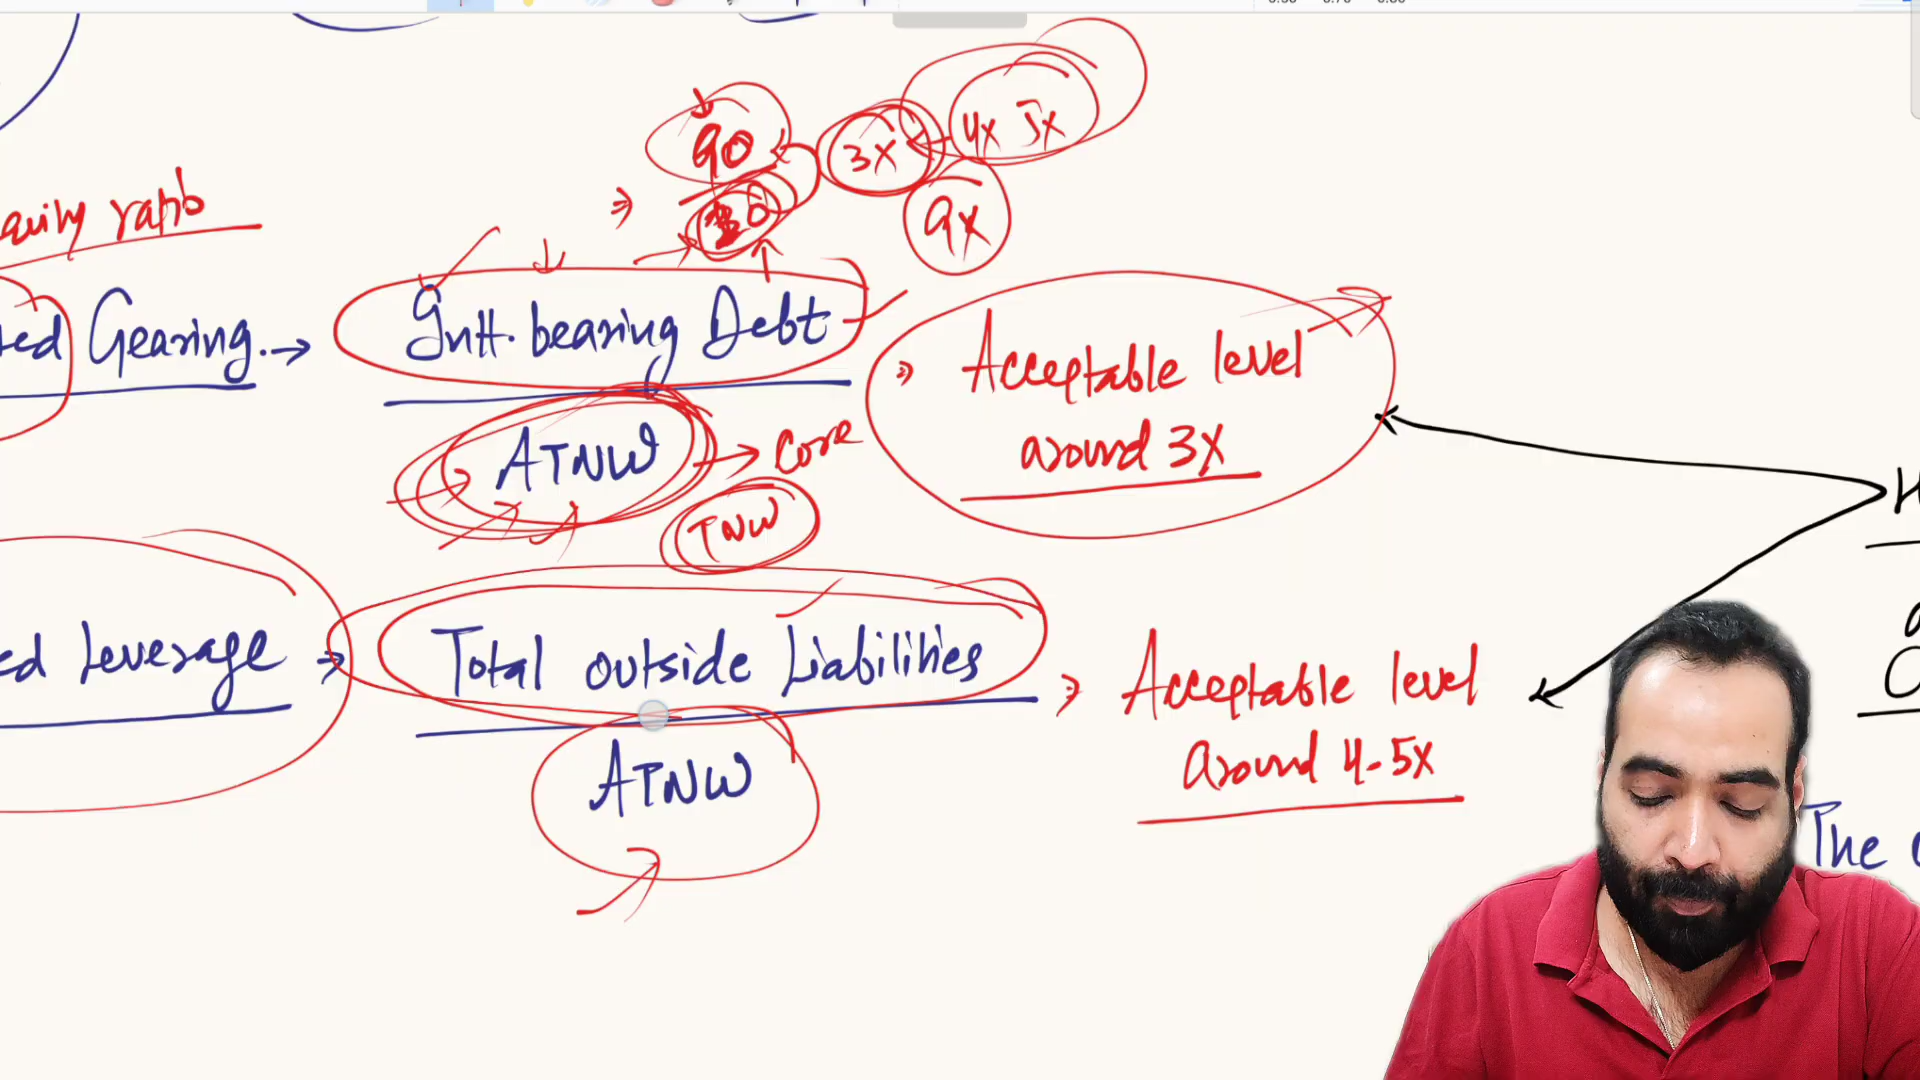 90
30
3X
4X 5X
9X
quity ratio
ed Gearing. → Intt. bearing Debt
ATNW → Core
TNW
Acceptable level
around 3X
ed Leverage → Total outside Liabilities
ATNW
Acceptable level
around 4-5X
H
The